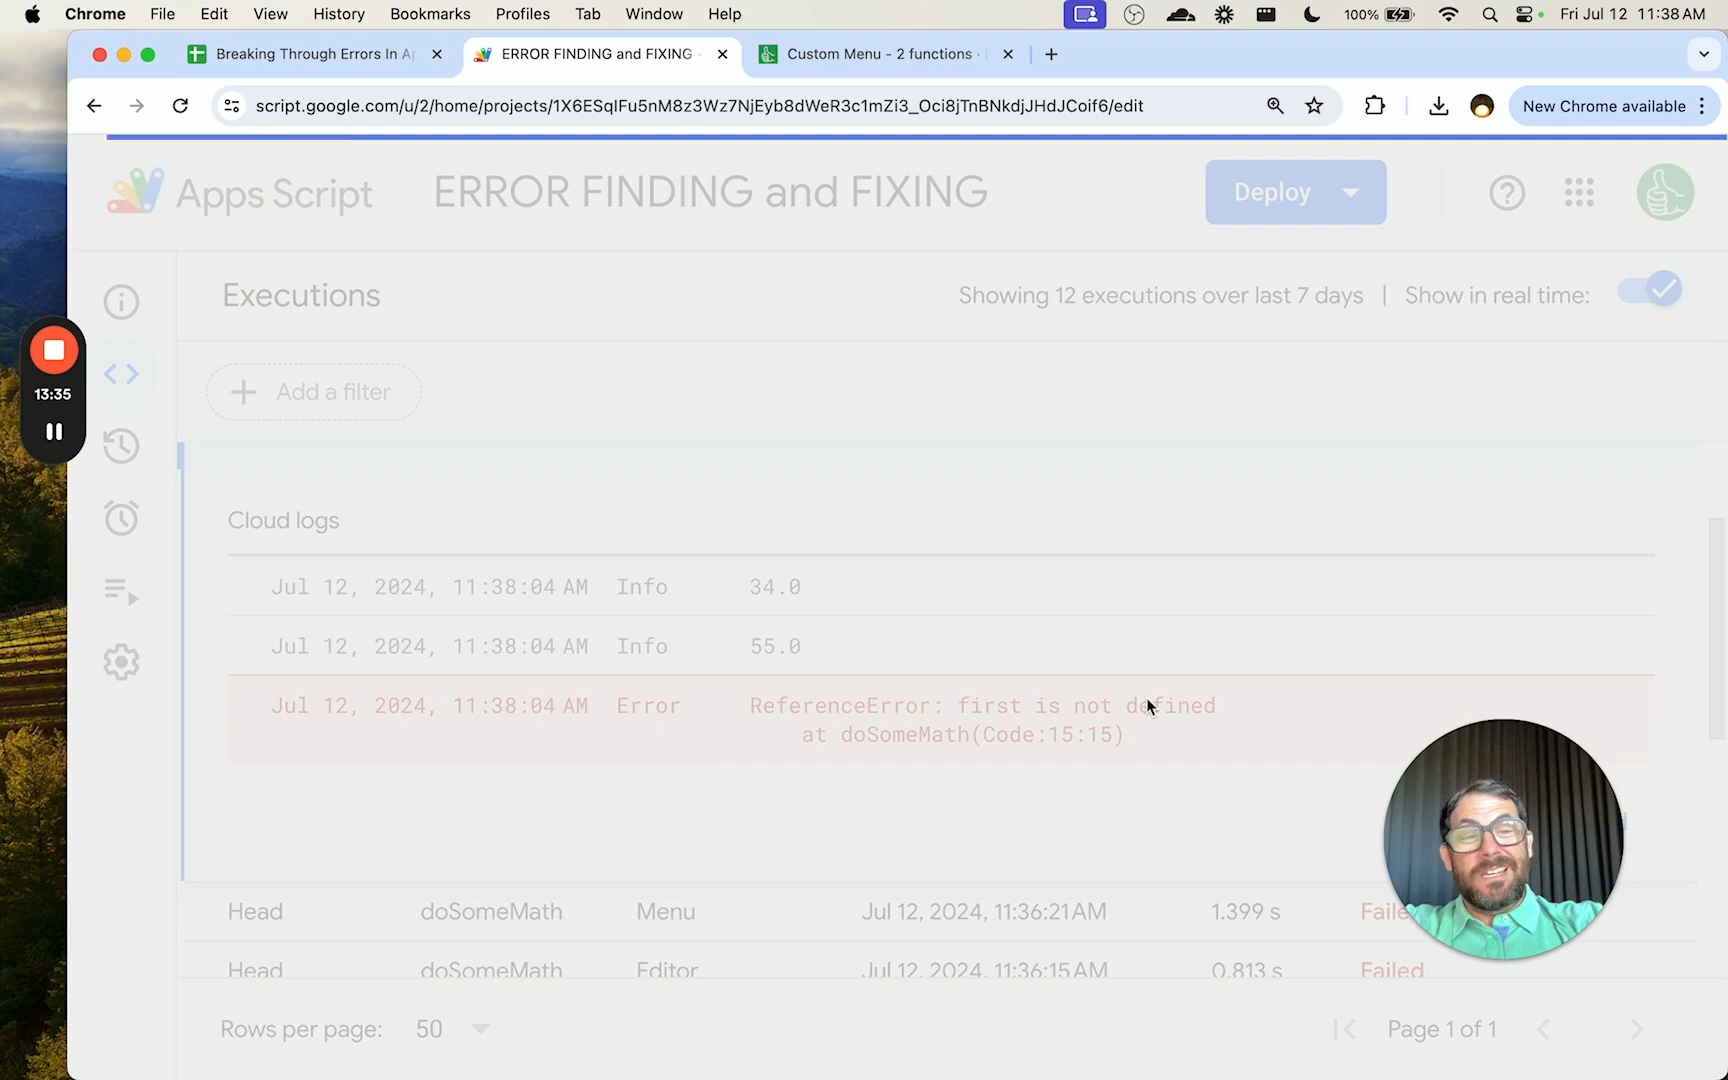 Chrome File Edit View History Bookmarks Profiles Tab Window Help 100% Fri Jul 12 11:38 AM
Breaking Through Errors In Ap ERROR FINDING and FIXING - Custom Menu - 2 functions ·
script.google.com/u/2/home/projects/1X6ESqIFu5nM8z3Wz7NjEyb8dWeR3c1mZi3_Oci8jTnBNkdjJHdJCoif6/edit New Chrome available
Apps Script ERROR FINDING and FIXING Deploy
Executions Showing 12 executions over last 7 days | Show in real time:
Add a filter
13:35
Cloud logs
Jul 12, 2024, 11:38:04 AM Info 34.0
Jul 12, 2024, 11:38:04 AM Info 55.0
Jul 12, 2024, 11:38:04 AM Error ReferenceError: first is not defined
at doSomeMath(Code:15:15)
Head doSomeMath Menu Jul 12, 2024, 11:36:21 AM 1.399 s Faile
Head doSomeMath Editor Jul 12, 2024, 11:36:15 AM 0.813 s Failed
Rows per page: 50 Page 1 of 1